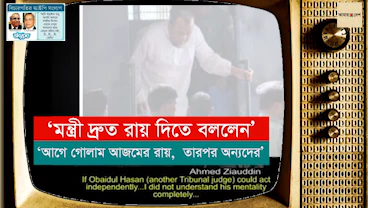 ‘মন্ত্রী দ্রুত রায় দিতে বললেন’
‘আগে গোলাম আজমের রায়, তারপর অন্যদের’
Ahmed Ziauddin
If Obaidul Hasan (another Tribunal judge) could act
independently...I did not understand his mentality
completely...